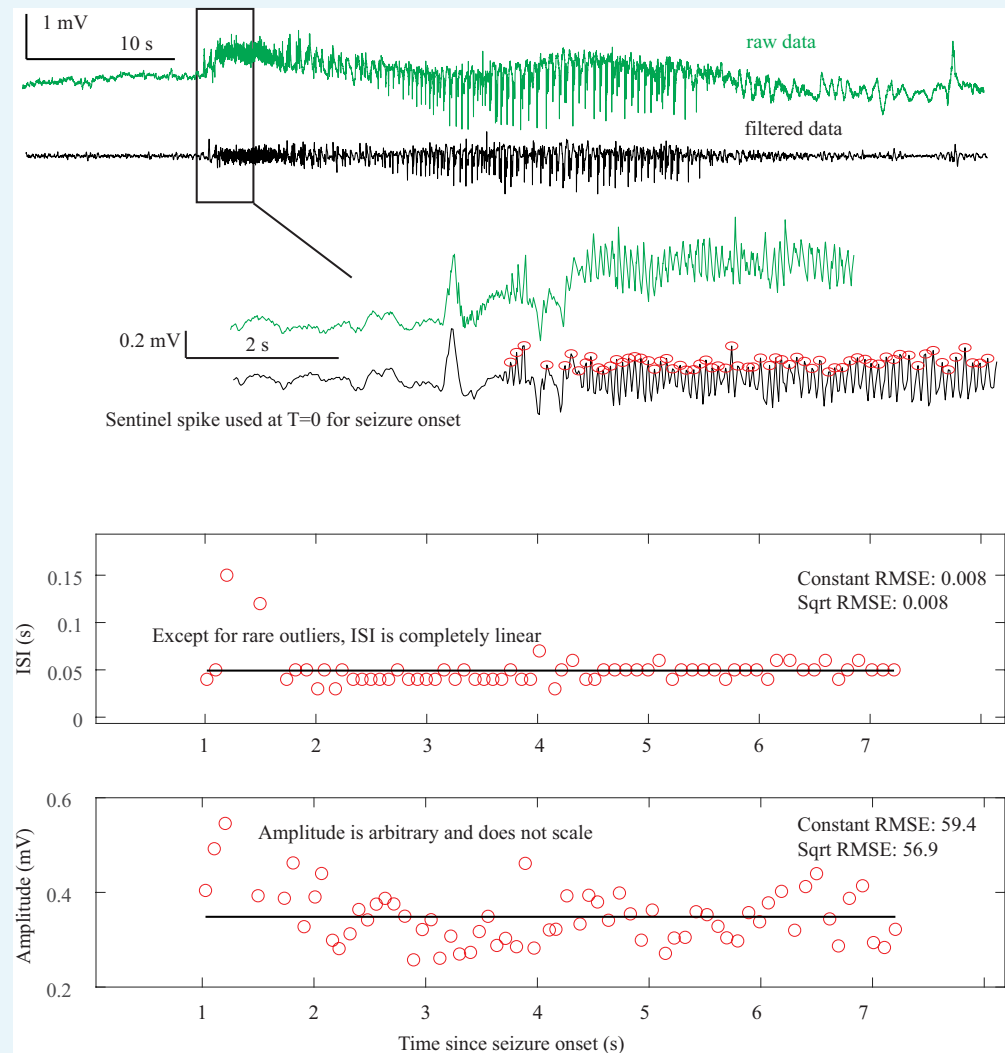 1 mV
10 s
raw data
filtered data
0.2 mV
2 s
Sentinel spike used at T=0 for seizure onset
ISI (s)
0.15
0.1
0.05
0
Constant RMSE: 0.008
Sqrt RMSE: 0.008
Except for rare outliers, ISI is completely linear
1 2 3 4 5 6 7
Amplitude (mV)
0.6
0.4
0.2
Amplitude is arbitrary and does not scale
Constant RMSE: 59.4
Sqrt RMSE: 56.9
1 2 3 4 5 6 7
Time since seizure onset (s)